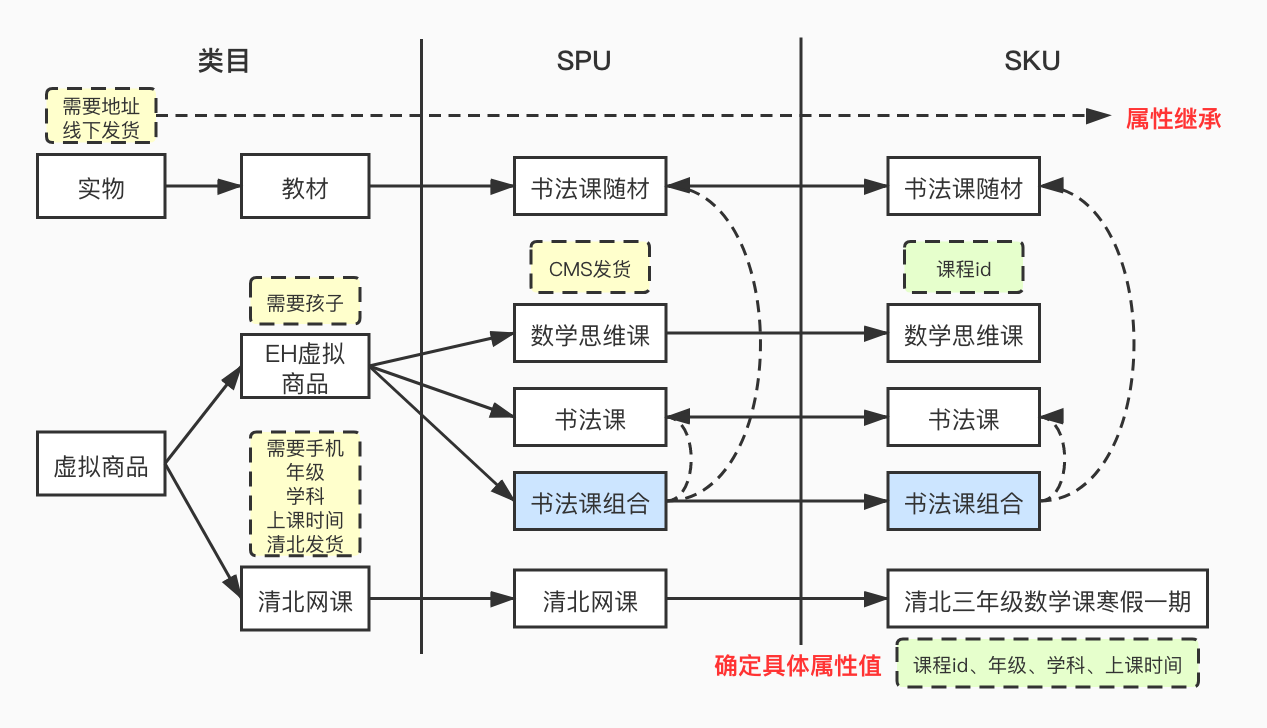 类目
SPU
SKU
需要地址
线下发货
属性继承
实物
教材
书法课随材
书法课随材
CMS发货
课程id
需要孩子
EH虚拟
商品
数学思维课
数学思维课
书法课
书法课
虚拟商品
需要手机
年级
学科
上课时间
清北发货
书法课组合
书法课组合
清北网课
清北网课
清北三年级数学课寒假一期
确定具体属性值
课程id、年级、学科、上课时间